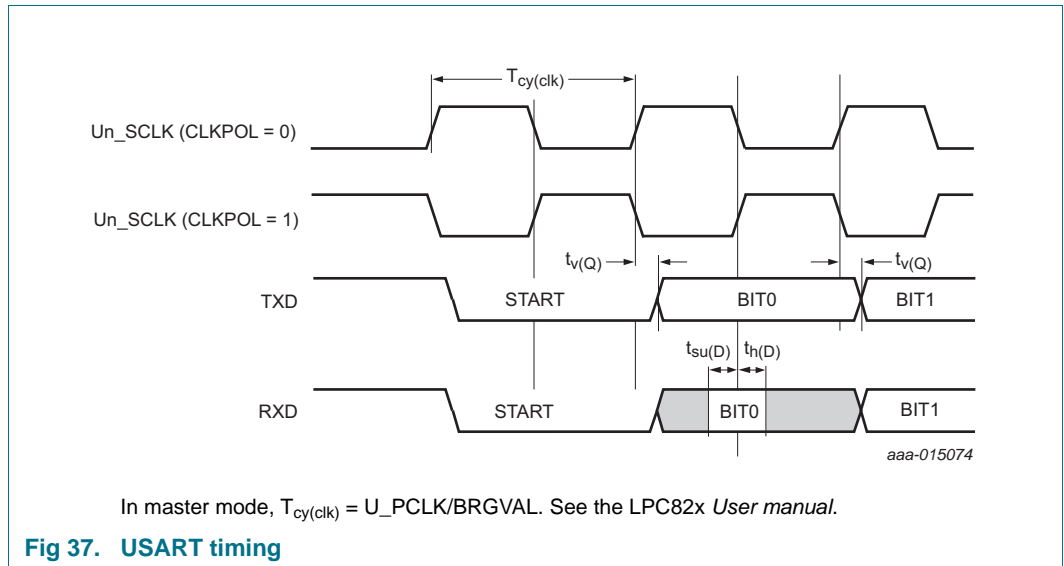 Tcy(clk)
Un_SCLK (CLKPOL = 0)
Un_SCLK (CLKPOL = 1)
tv(Q)
tv(Q)
TXD
START
BIT0
BIT1
tsu(D)
th(D)
RXD
START
BIT0
BIT1
aaa-015074
In master mode, Tcy(clk) = U_PCLK/BRGVAL. See the LPC82x User manual.
Fig 37. USART timing